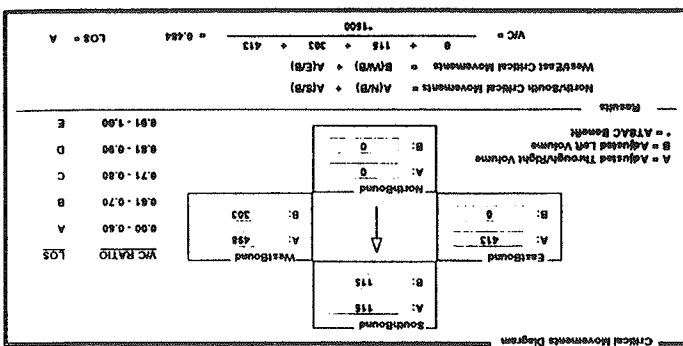 Critical Movements Diagram
SouthBound
A: 115
B: 115
EastBound
A: 413
B: 0
WestBound
A: 498
B: 303
NorthBound
A: 0
B: 0
V/C RATIO LOS
0.00 - 0.60 A
0.61 - 0.70 B
0.71 - 0.80 C
0.81 - 0.90 D
0.91 - 1.00 E
A = Adjusted Through/Right Volume
B = Adjusted Left Volume
* = ATSAC Benefit
Results
North/South Critical Movements = A(N/B) + A(S/B)
West/East Critical Movements = B(W/B) + A(E/B)
V/C = 0 + 115 + 303 + 413 = 0.484 LOS = A
*1500